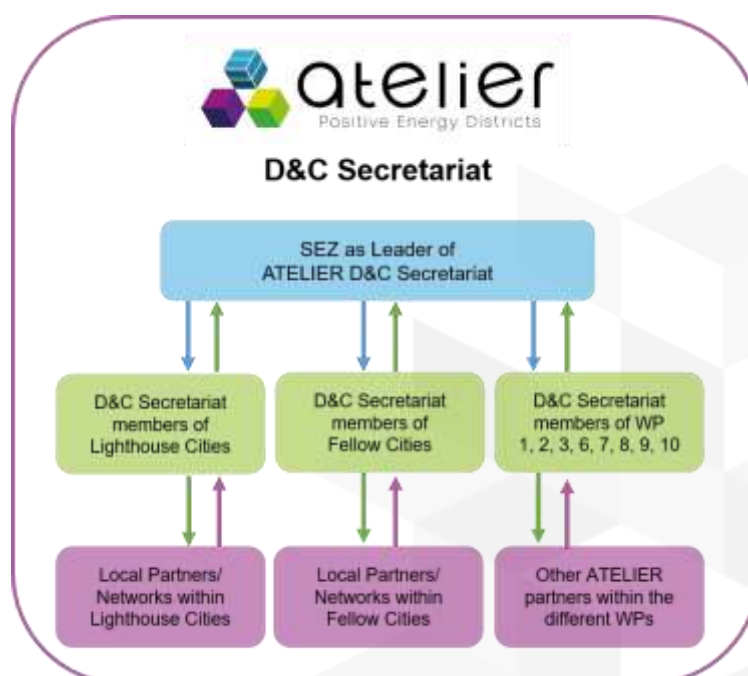 atelier
Positive Energy Districts
D&C Secretariat
SEZ as Leader of
ATELIER D&C Secretariat
D&C Secretariat
members of
Lighthouse Cities
D&C Secretariat
members of
Fellow Cities
D&C Secretariat
members of WP
1, 2, 3, 6, 7, 8, 9, 10
Local Partners/
Networks within
Lighthouse Cities
Local Partners/
Networks within
Fellow Cities
Other ATELIER
partners within the
different WPs